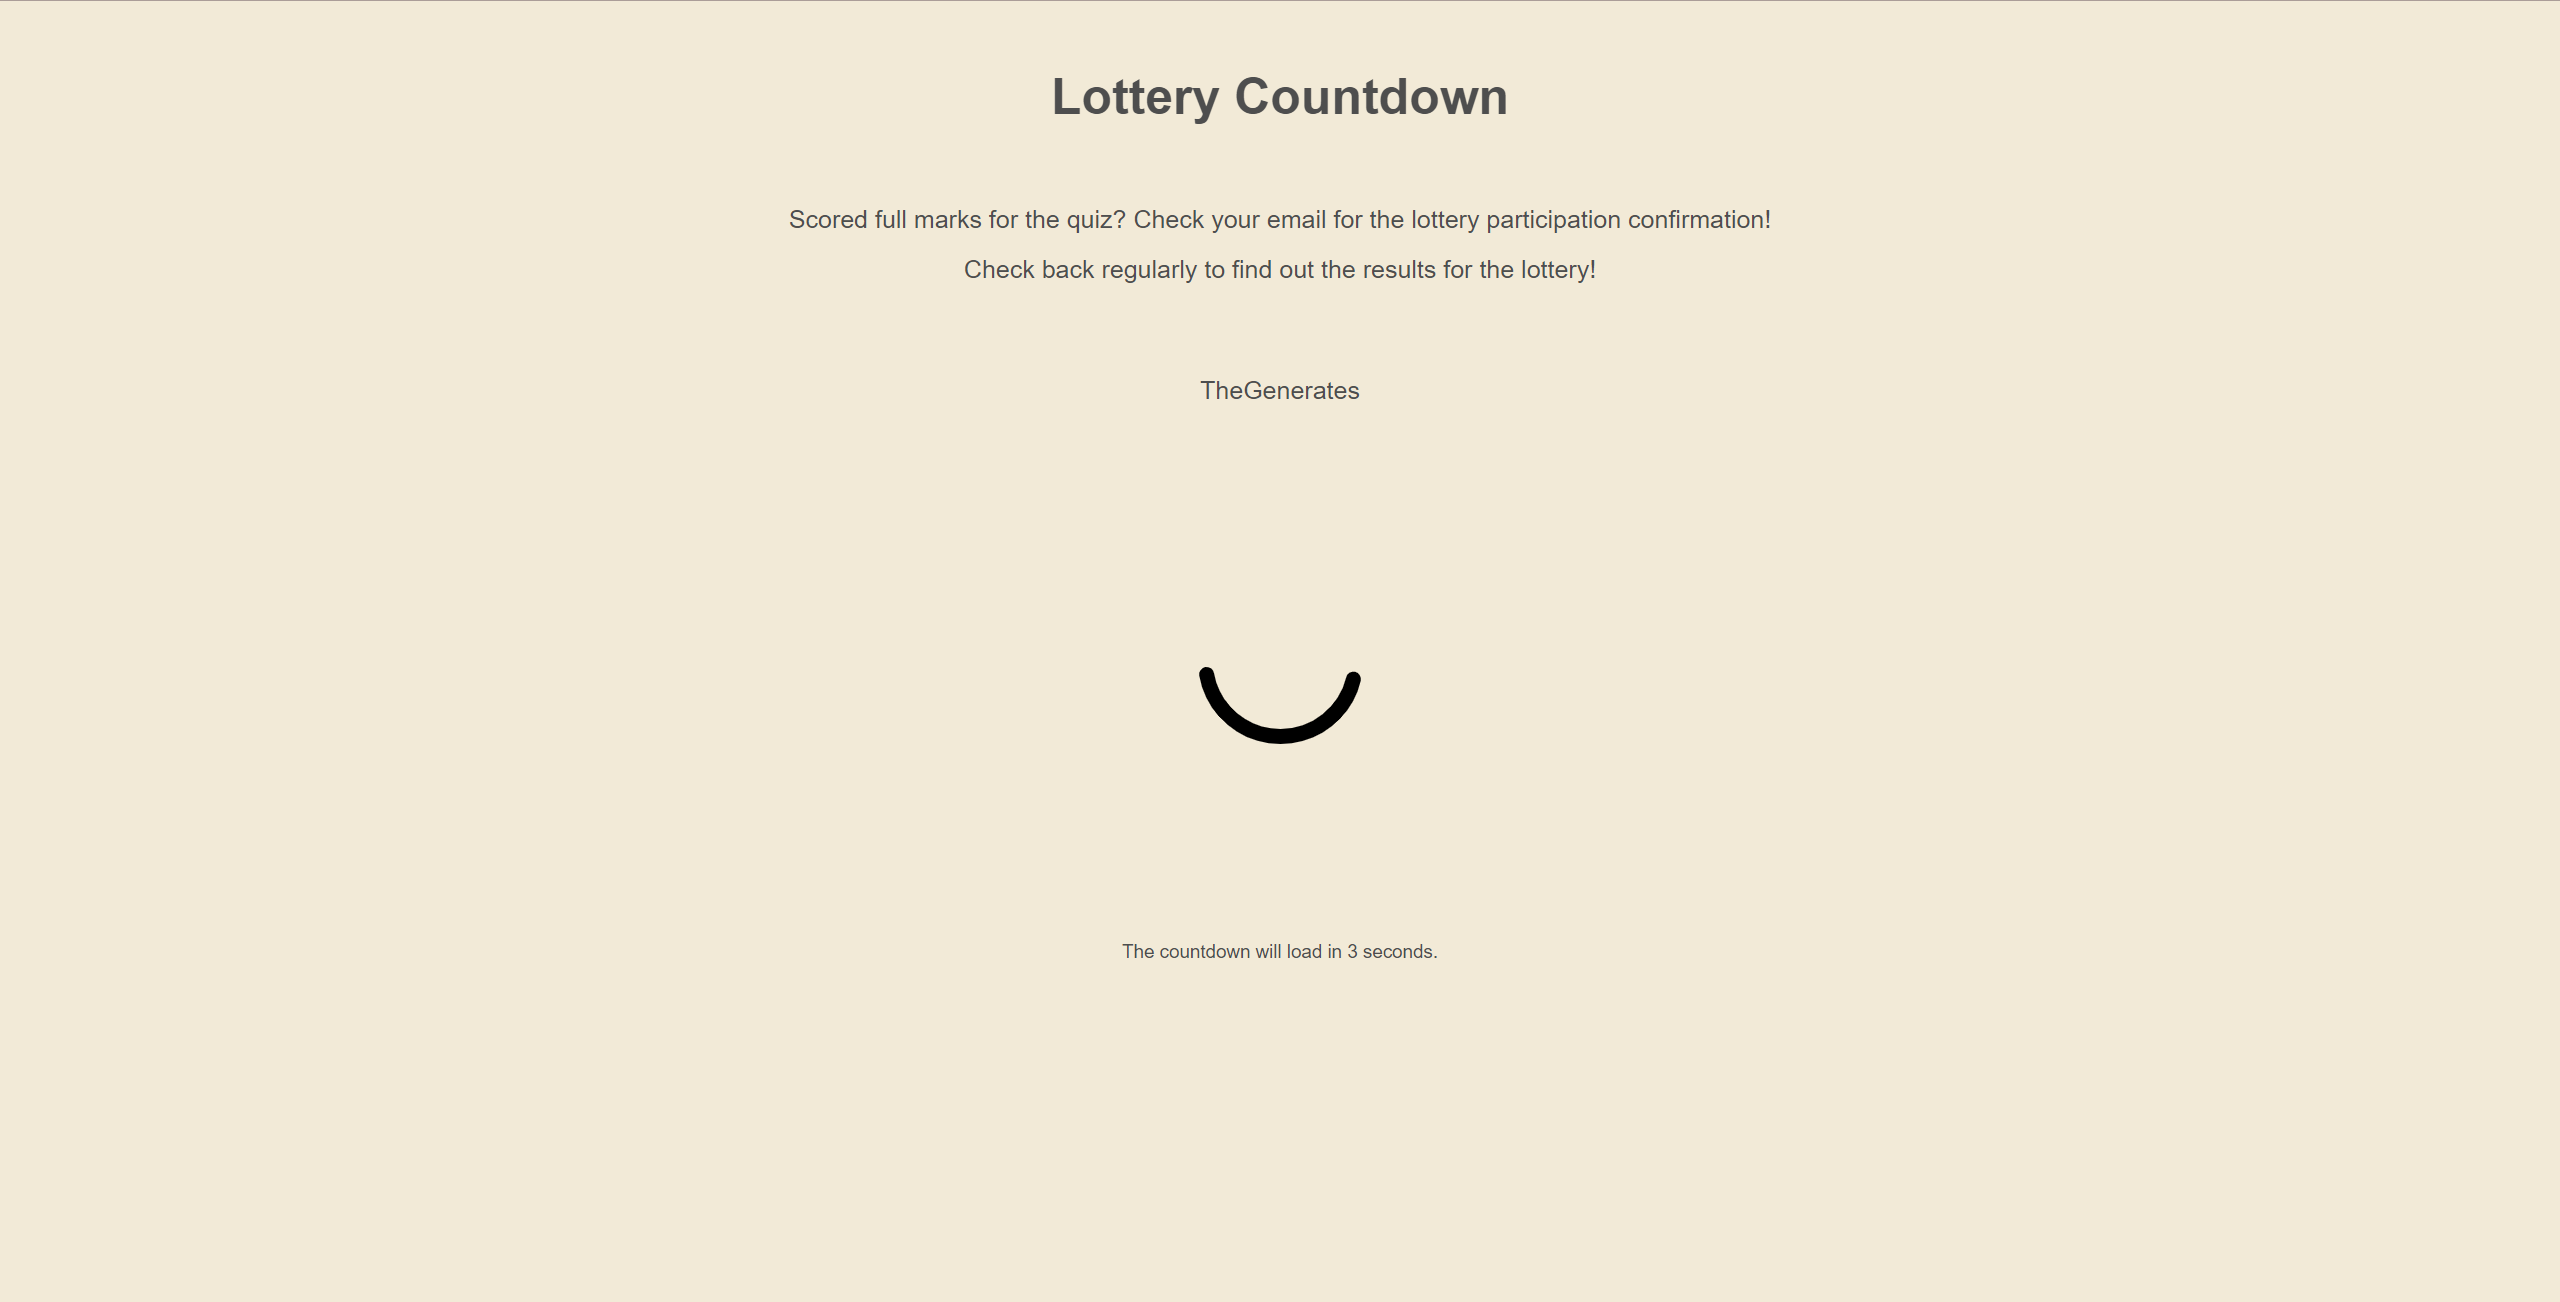 Lottery Countdown
Scored full marks for the quiz? Check your email for the lottery participation confirmation!
Check back regularly to find out the results for the lottery!
TheGenerates
The countdown will load in 3 seconds.